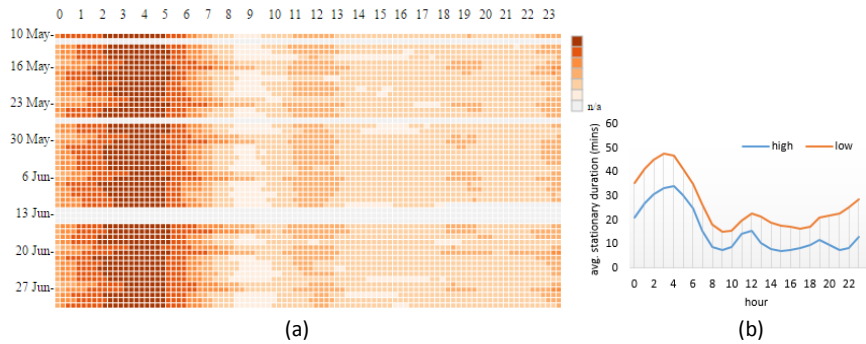 0 1 2 3 4 5 6 7 8 9 10 11 12 13 14 15 16 17 18 19 20 21 22 23
10 May-
16 May-
23 May-
30 May-
6 Jun-
13 Jun-
20 Jun-
27 Jun-
n/a
(a)
60
50
40
30
20
10
0
avg. stationary duration (mins)
high low
0 2 4 6 8 10 12 14 16 18 20 22
hour
(b)